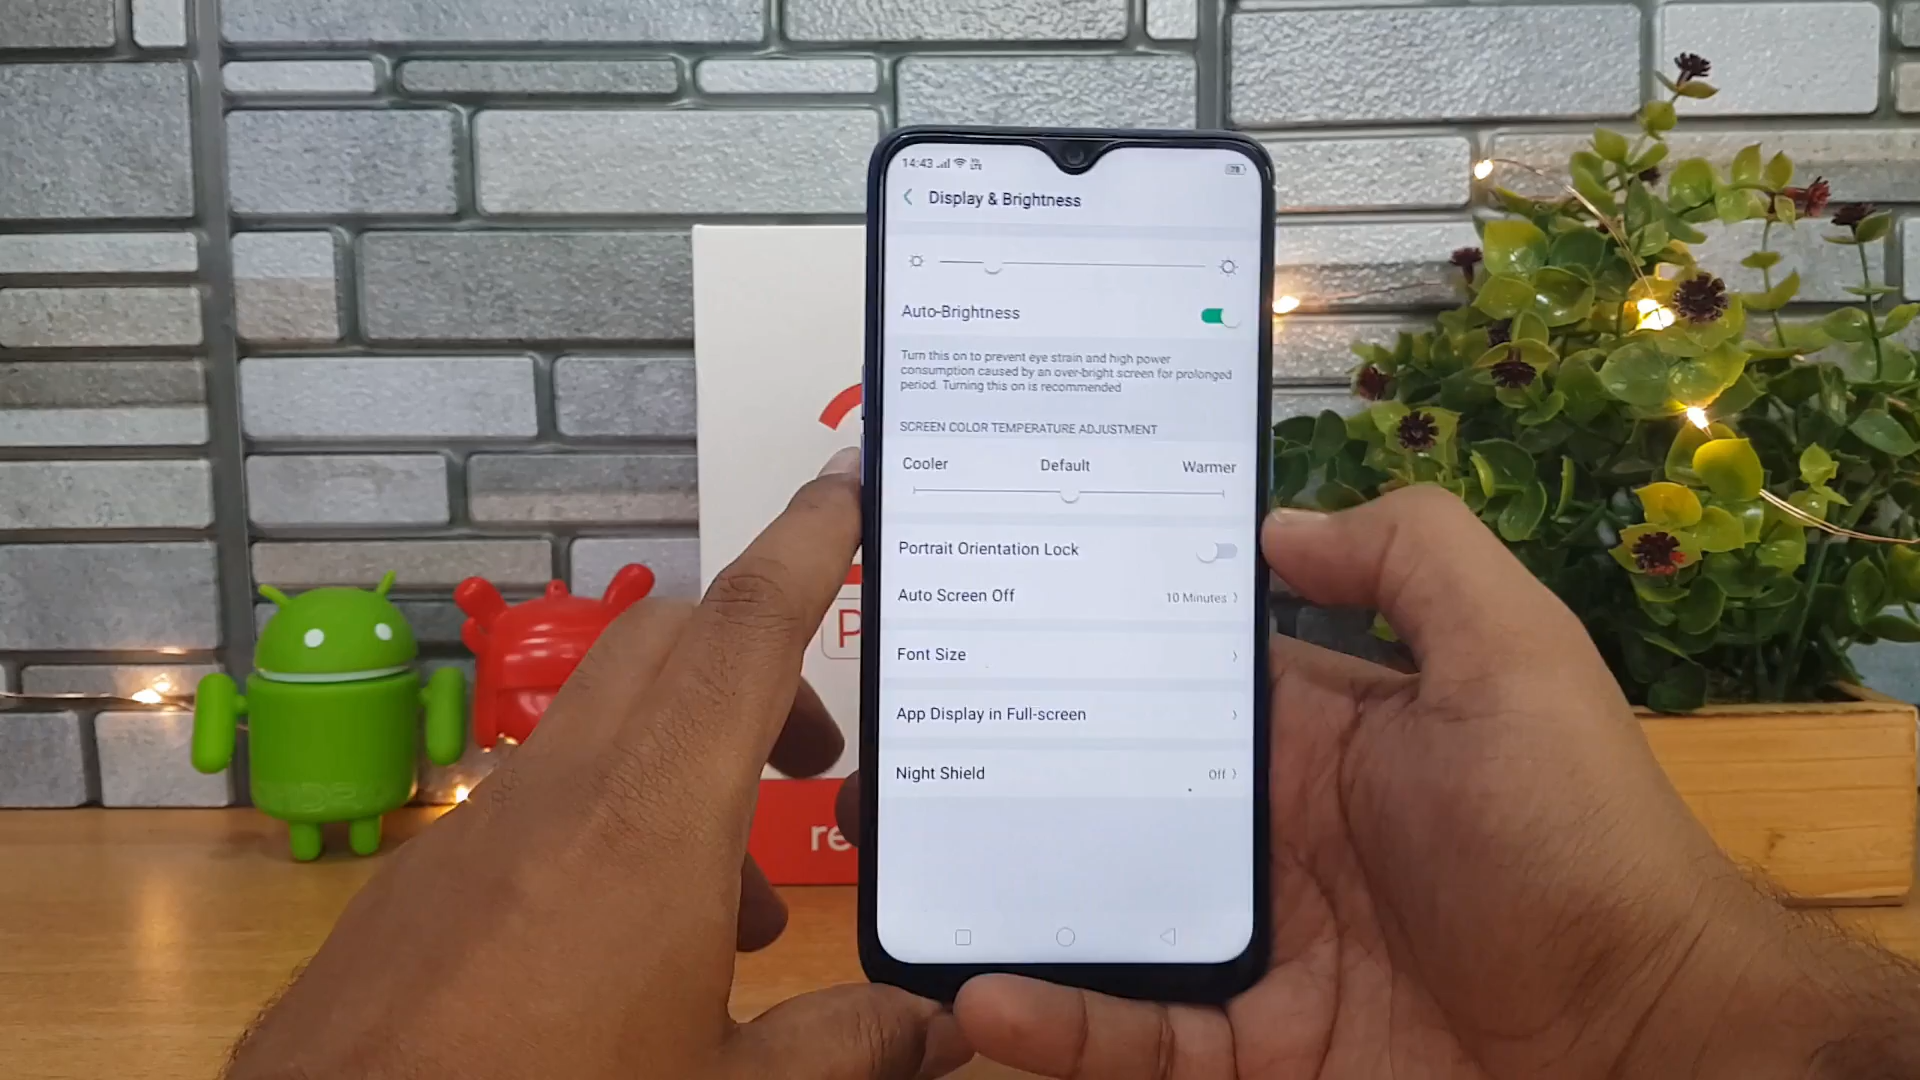 14:43
Display & Brightness
Auto-Brightness
Turn this on to prevent eye strain and high power
consumption caused by an over-bright screen for prolonged
period. Turning this on is recommended
SCREEN COLOR TEMPERATURE ADJUSTMENT
Cooler Default Warmer
Portrait Orientation Lock
Auto Screen Off 10 Minutes
Font Size
App Display in Full-screen
Night Shield Off
P
re